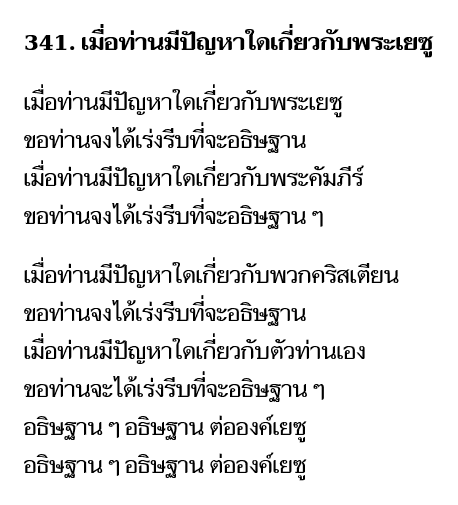 341. เมื่อท่านมีปัญหาใดเกี่ยวกับพระเยซู
เมื่อท่านมีปัญหาใดเกี่ยวกับพระเยซู
ขอท่านจงได้เร่งรีบที่จะอธิษฐาน
เมื่อท่านมีปัญหาใดเกี่ยวกับพระคัมภีร์
ขอท่านจงได้เร่งรีบที่จะอธิษฐาน ๆ
เมื่อท่านมีปัญหาใดเกี่ยวกับพวกคริสเตียน
ขอท่านจงได้เร่งรีบที่จะอธิษฐาน
เมื่อท่านมีปัญหาใดเกี่ยวกับตัวท่านเอง
ขอท่านจะได้เร่งรีบที่จะอธิษฐาน ๆ
อธิษฐาน ๆ อธิษฐาน ต่อองค์เยซู
อธิษฐาน ๆ อธิษฐาน ต่อองค์เยซู